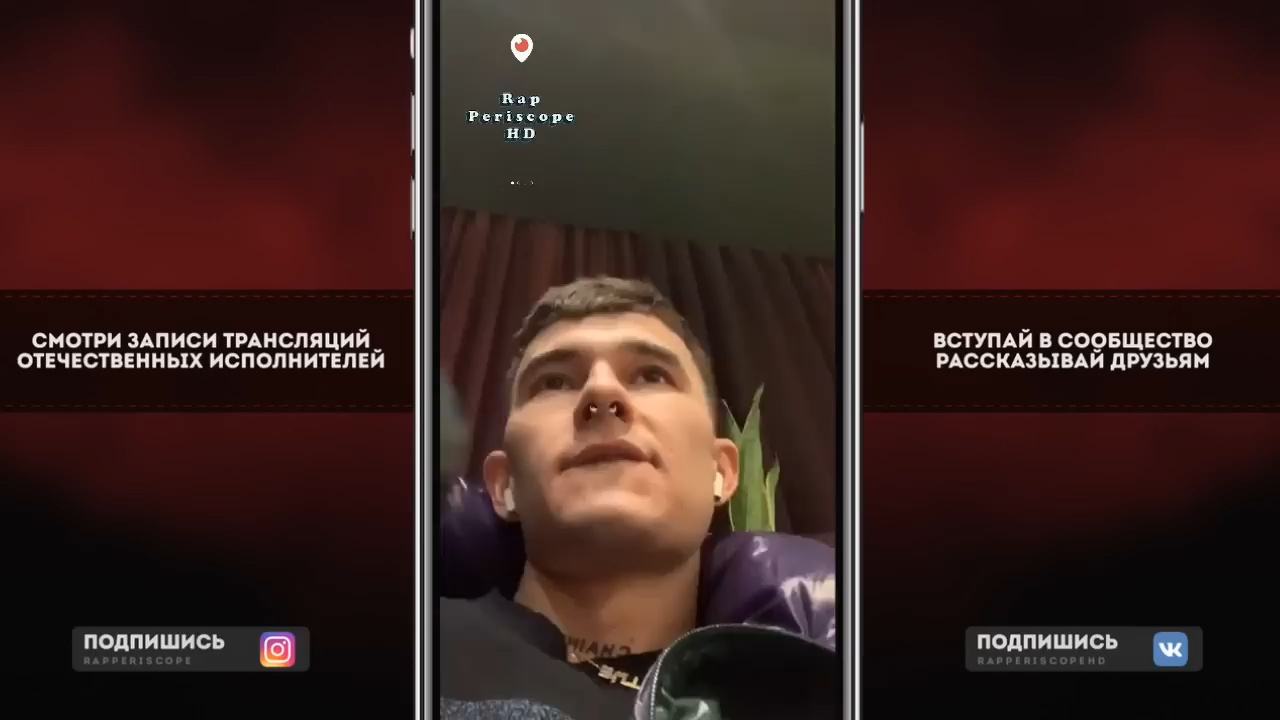 Rap
Periscope
HD
СМОТРИ ЗАПИСИ ТРАНСЛЯЦИЙ
ОТЕЧЕСТВЕННЫХ ИСПОЛНИТЕЛЕЙ
ВСТУПАЙ В СООБЩЕСТВО
РАССКАЗЫВАЙ ДРУЗЬЯМ
ПОДПИШИСЬ
RAPPERISCOPE
ПОДПИШИСЬ
RAPPERISCOPEHD